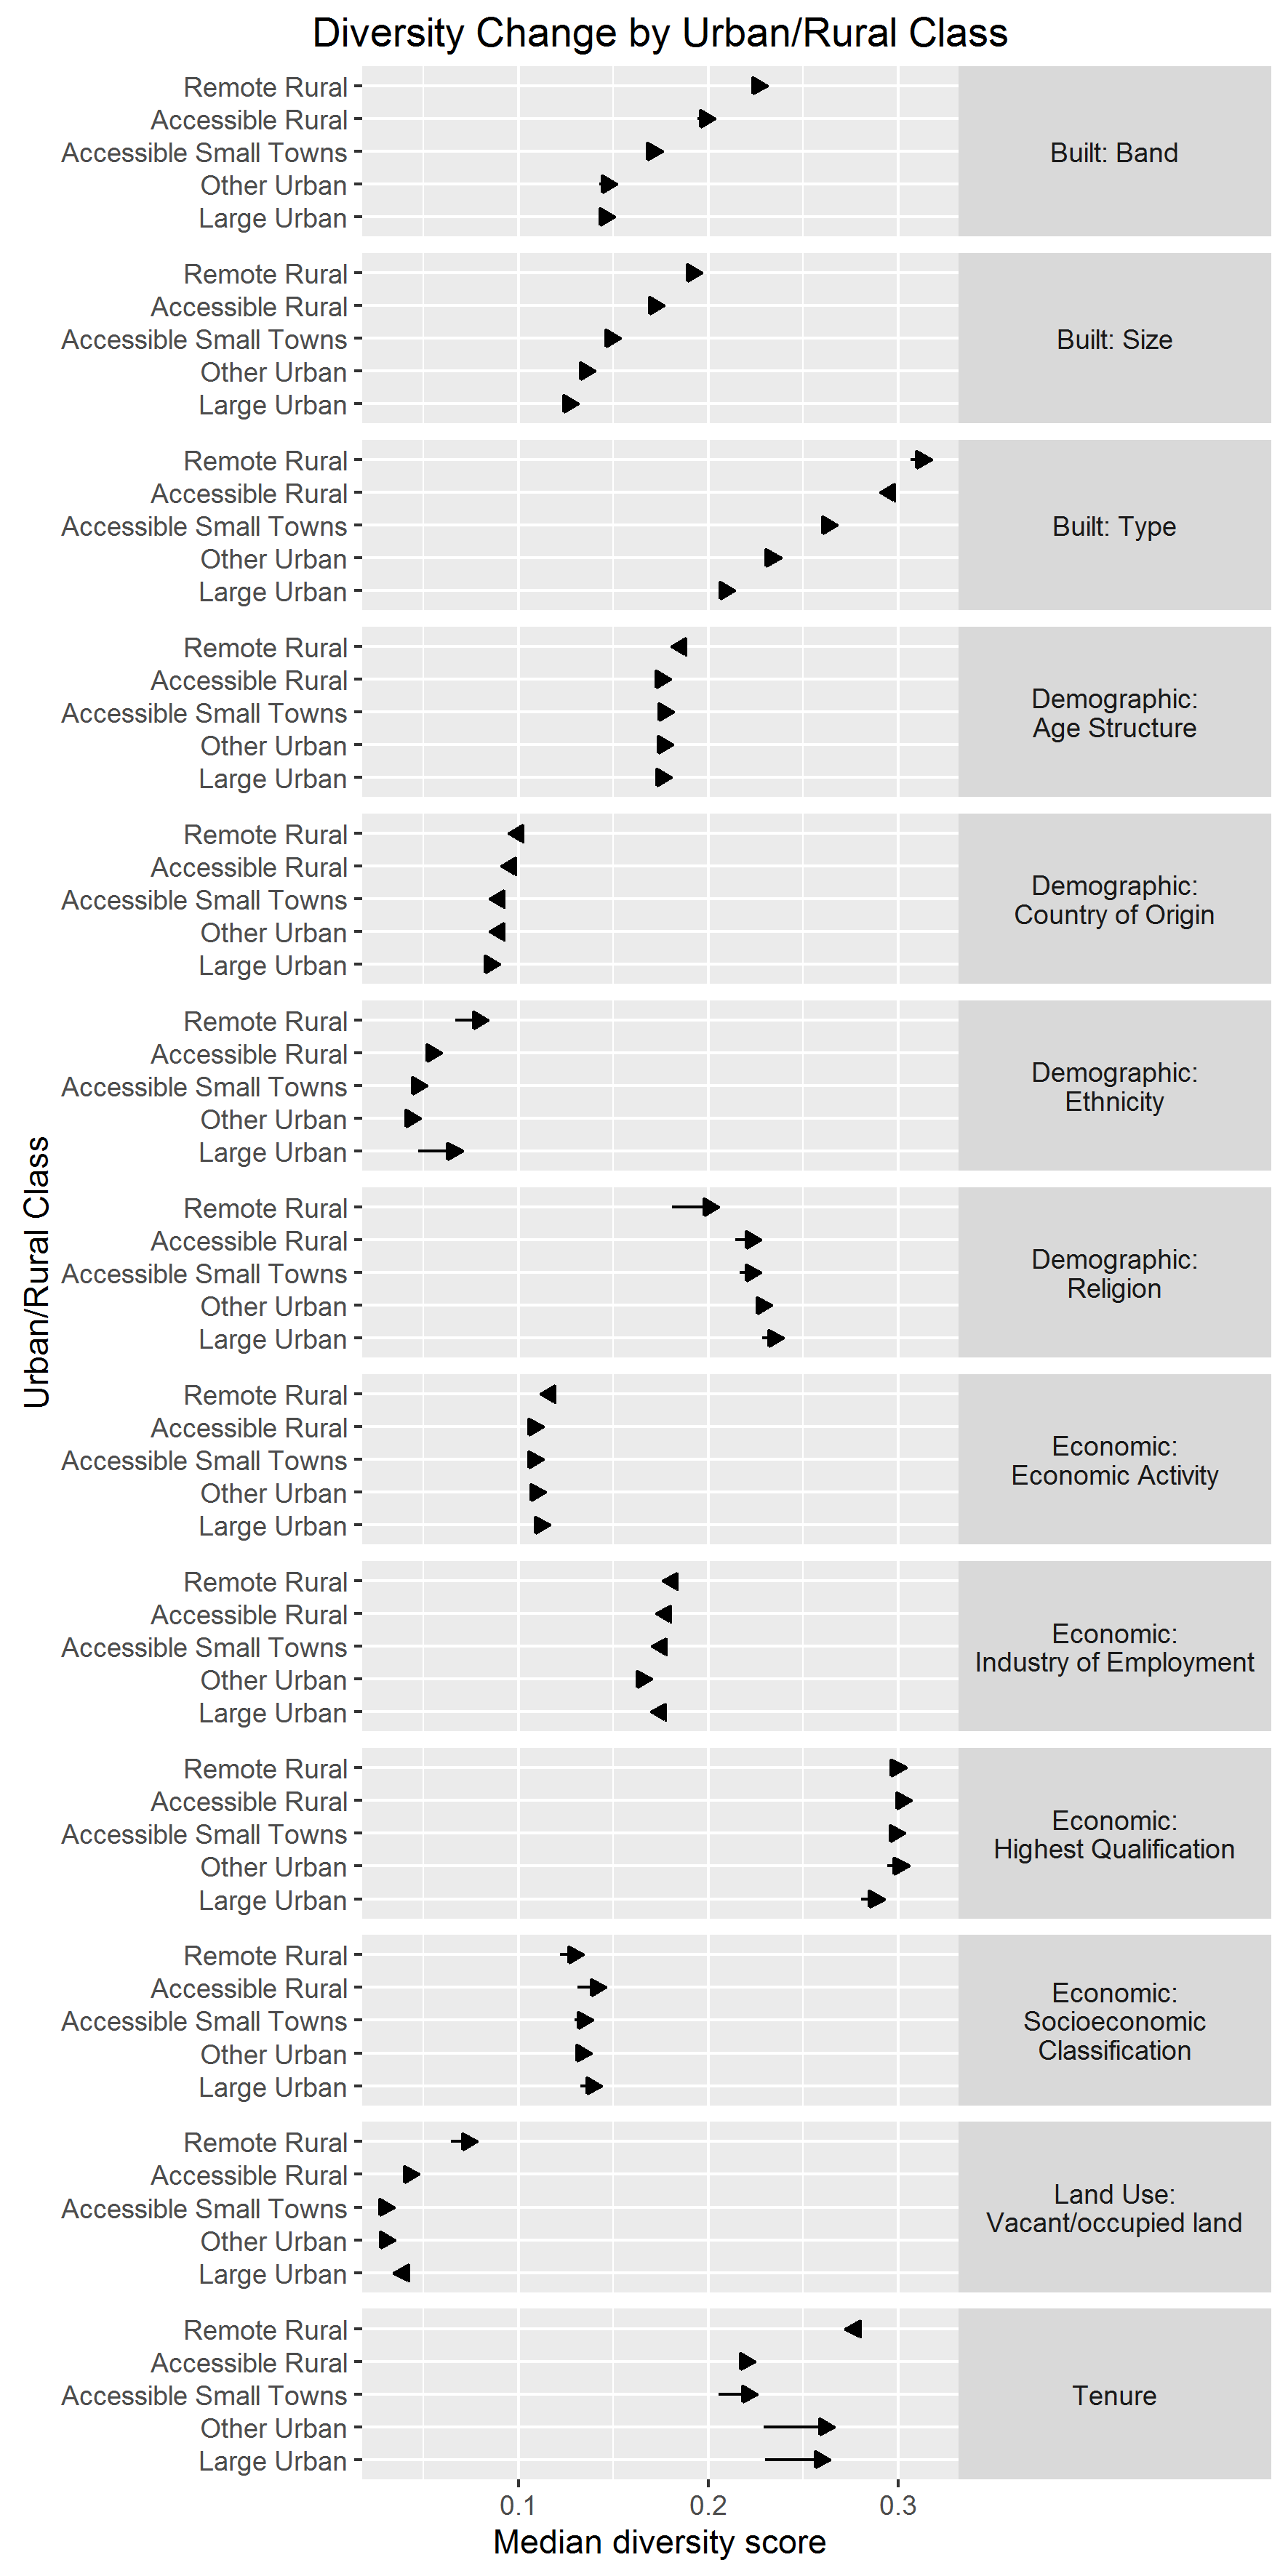 Diversity Change by Urban/Rural Class
Remote Rural
Accessible Rural
Accessible Small Towns
Other Urban
Large Urban
Built: Band
Remote Rural
Accessible Rural
Accessible Small Towns
Other Urban
Large Urban
Built: Size
Remote Rural
Accessible Rural
Accessible Small Towns
Other Urban
Large Urban
Built: Type
Remote Rural
Accessible Rural
Accessible Small Towns
Other Urban
Large Urban
Demographic:
Age Structure
Remote Rural
Accessible Rural
Accessible Small Towns
Other Urban
Large Urban
Demographic:
Country of Origin
Remote Rural
Accessible Rural
Accessible Small Towns
Other Urban
Large Urban
Demographic:
Ethnicity
Remote Rural
Accessible Rural
Accessible Small Towns
Other Urban
Large Urban
Demographic:
Religion
Remote Rural
Accessible Rural
Accessible Small Towns
Other Urban
Large Urban
Economic:
Economic Activity
Remote Rural
Accessible Rural
Accessible Small Towns
Other Urban
Large Urban
Economic:
Industry of Employment
Remote Rural
Accessible Rural
Accessible Small Towns
Other Urban
Large Urban
Economic:
Highest Qualification
Remote Rural
Accessible Rural
Accessible Small Towns
Other Urban
Large Urban
Economic:
Socioeconomic
Classification
Remote Rural
Accessible Rural
Accessible Small Towns
Other Urban
Large Urban
Land Use:
Vacant/occupied land
Remote Rural
Accessible Rural
Accessible Small Towns
Other Urban
Large Urban
Tenure
Urban/Rural Class
0.1 0.2 0.3
Median diversity score